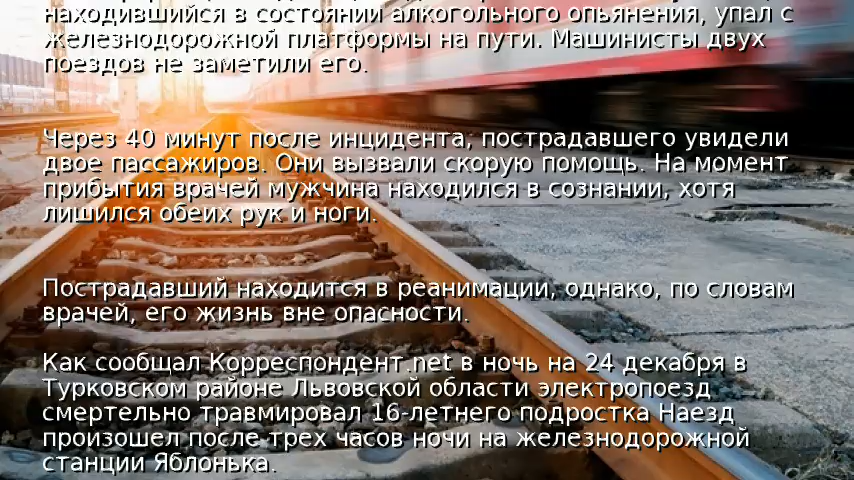 находившийся в состоянии алкогольного опьянения, упал с
железнодорожной платформы на пути. Машинисты двух
поездов не заметили его.
Через 40 минут после инцидента, пострадавшего увидели
двое пассажиров. Они вызвали скорую помощь. На момент
прибытия врачей мужчина находился в сознании, хотя
лишился обеих рук и ноги.
Пострадавший находится в реанимации, однако, по словам
врачей, его жизнь вне опасности.
Как сообщал Корреспондент.net в ночь на 24 декабря в
Турковском районе Львовской области электропоезд
смертельно травмировал 16-летнего подростка Наезд
произошел после трех часов ночи на железнодорожной
станции Яблонька.